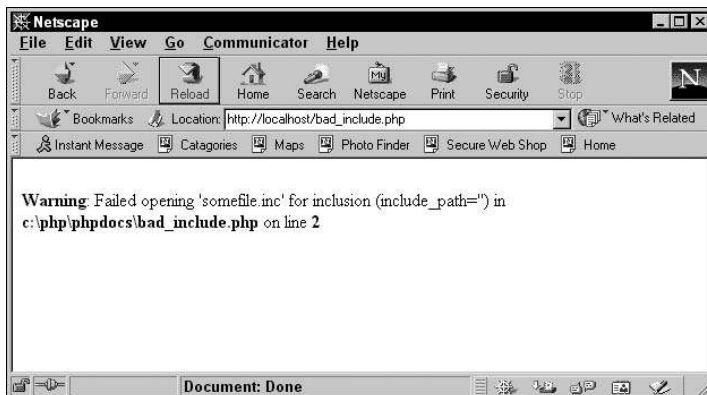 Netscape
File Edit View Go Communicator Help
Back Forward Reload Home Search Netscape Print Security Stop
My
N
Bookmarks Location: http://localhost/bad_include.php What's Related
Instant Message Catagories Maps Photo Finder Secure Web Shop Home
Warning: Failed opening 'somefile.inc' for inclusion (include_path='') in
c:\php\phpdocs\bad_include.php on line 2
Document: Done